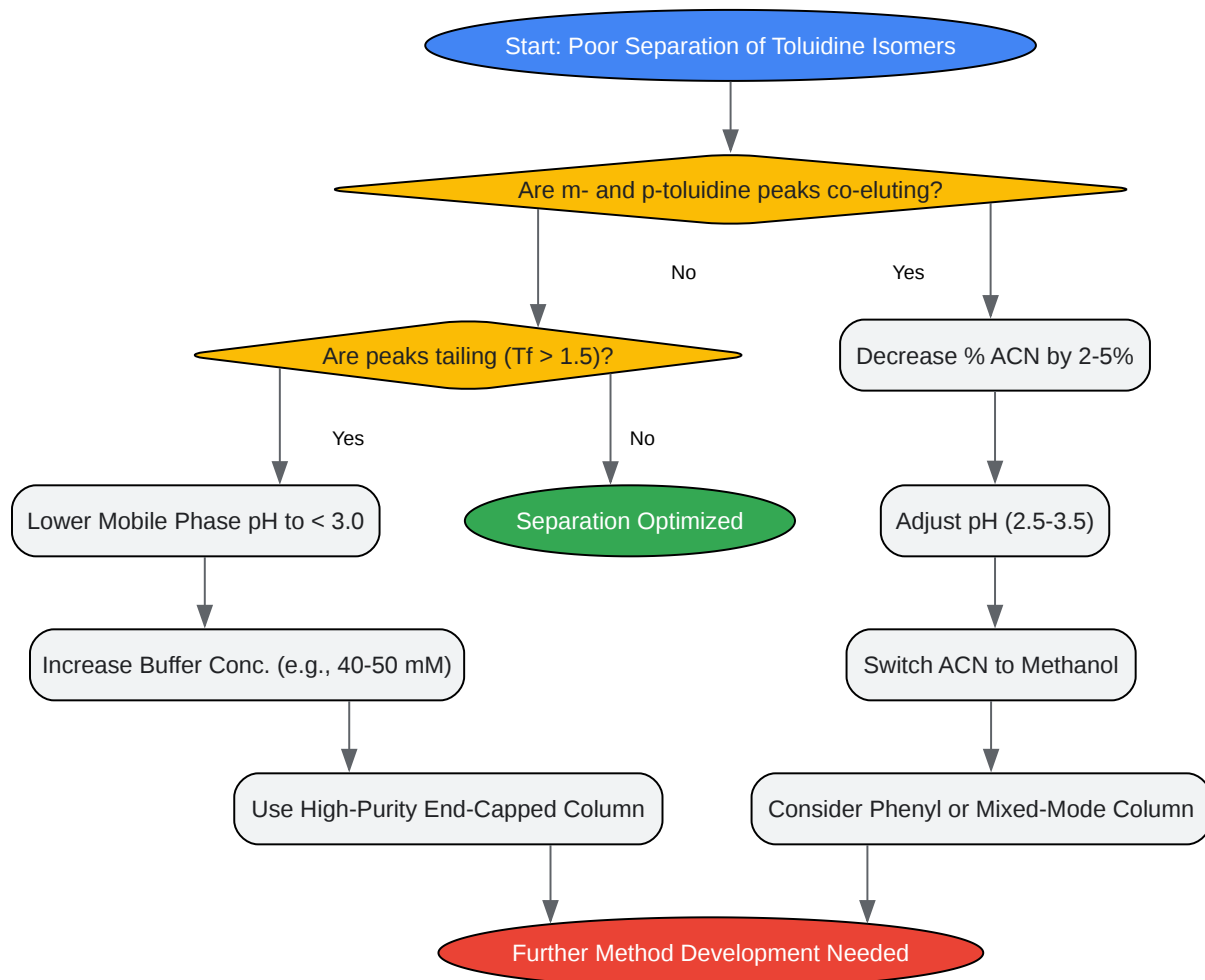 Start: Poor Separation of Toluidine Isomers
Are m- and p-toluidine peaks co-eluting?
No
Yes
Are peaks tailing (Tf > 1.5)?
Decrease % ACN by 2-5%
Yes
No
Lower Mobile Phase pH to < 3.0
Separation Optimized
Adjust pH (2.5-3.5)
Increase Buffer Conc. (e.g., 40-50 mM)
Switch ACN to Methanol
Use High-Purity End-Capped Column
Consider Phenyl or Mixed-Mode Column
Further Method Development Needed